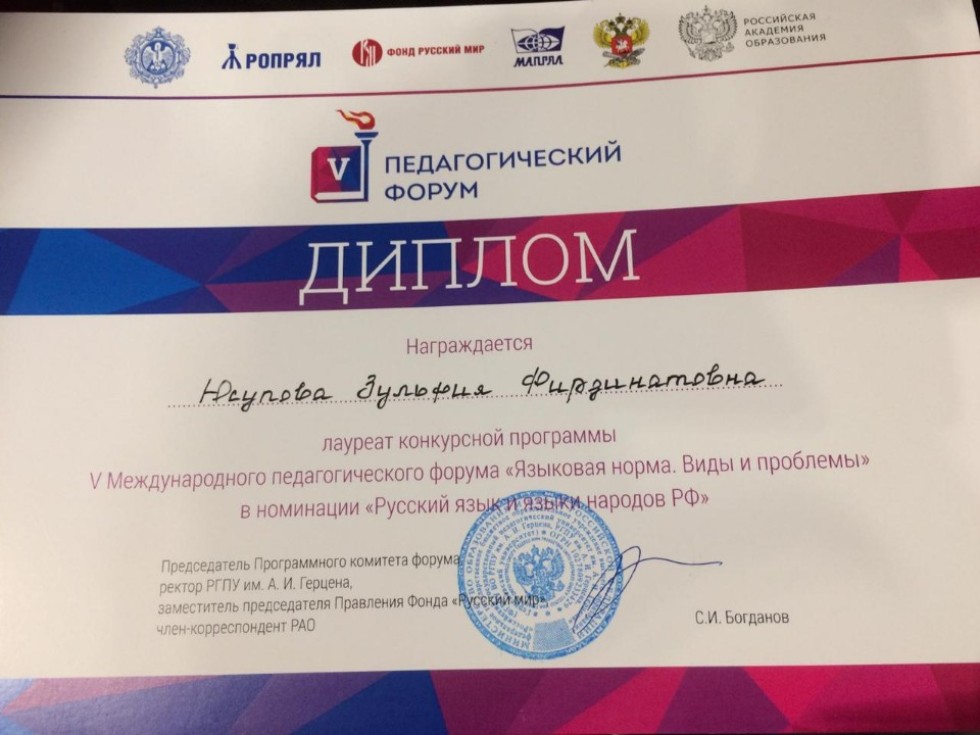 РОПРЯЛ
ФОНД РУССКИЙ МИР
МАПРЯЛ
РОССИЙСКАЯ
АКАДЕМИЯ
ОБРАЗОВАНИЯ
V
ПЕДАГОГИЧЕСКИЙ
ФОРУМ
ДИПЛОМ
Награждается
Юсупова Зульфия Фирдинатовна
лауреат конкурсной программы
V Международного педагогического форума «Языковая норма. Виды и проблемы»
в номинации «Русский язык и языки народов РФ»
Председатель Программного комитета форума,
ректор РГПУ им. А. И. Герцена,
заместитель председателя Правления Фонда «Русский мир»,
член-корреспондент РАО
С.И. Богданов